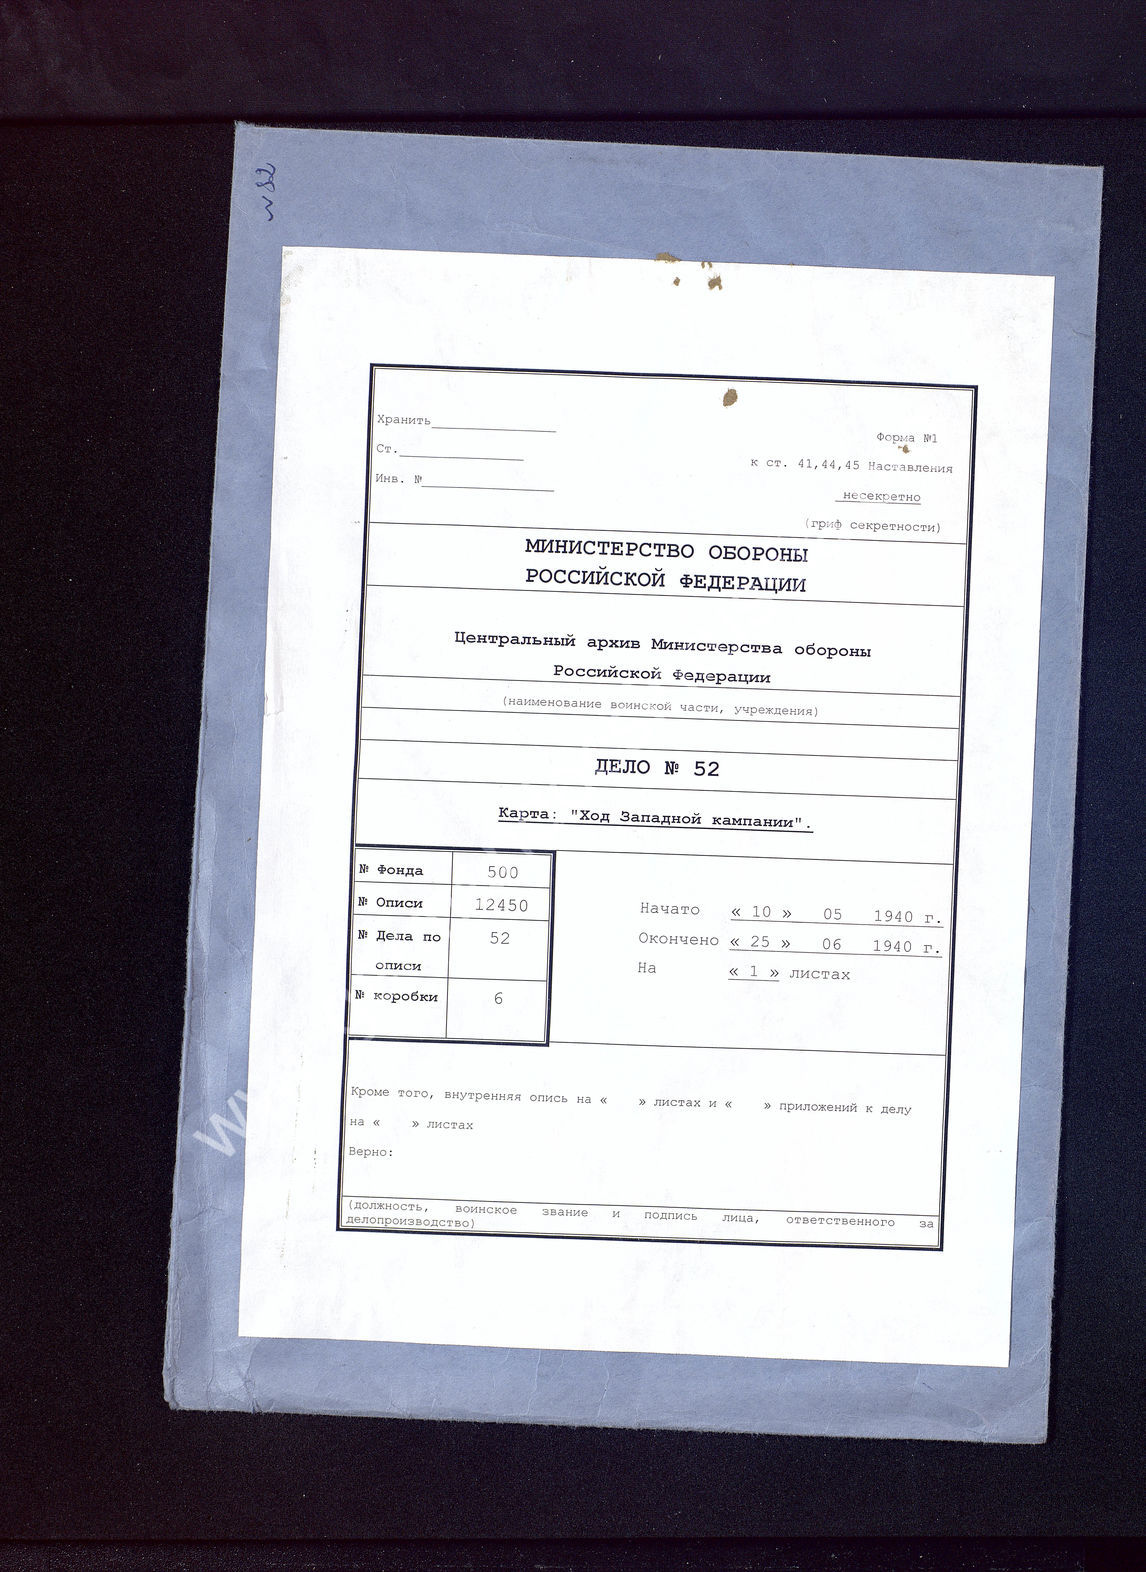 № 52
Хранить
Форма №1
Ст.
к ст. 41,44,45 Наставления
Инв. №
несекретно
(гриф секретности)
МИНИСТЕРСТВО ОБОРОНЫ
РОССИЙСКОЙ ФЕДЕРАЦИИ
Центральный архив Министерства обороны
Российской Федерации
(наименование воинской части, учреждения)
ДЕЛО № 52
Карта: "Ход Западной кампании".
№ Фонда 500
№ Описи 12450
№ Дела по 52
описи
№ коробки 6
Начато « 10 » 05 1940 г.
Окончено « 25 » 06 1940 г.
На « 1 » листах
Кроме того, внутренняя опись на « » листах и « » приложений к делу
на « » листах
Верно:
(должность, воинское звание и подпись лица, ответственного за
делопроизводство)